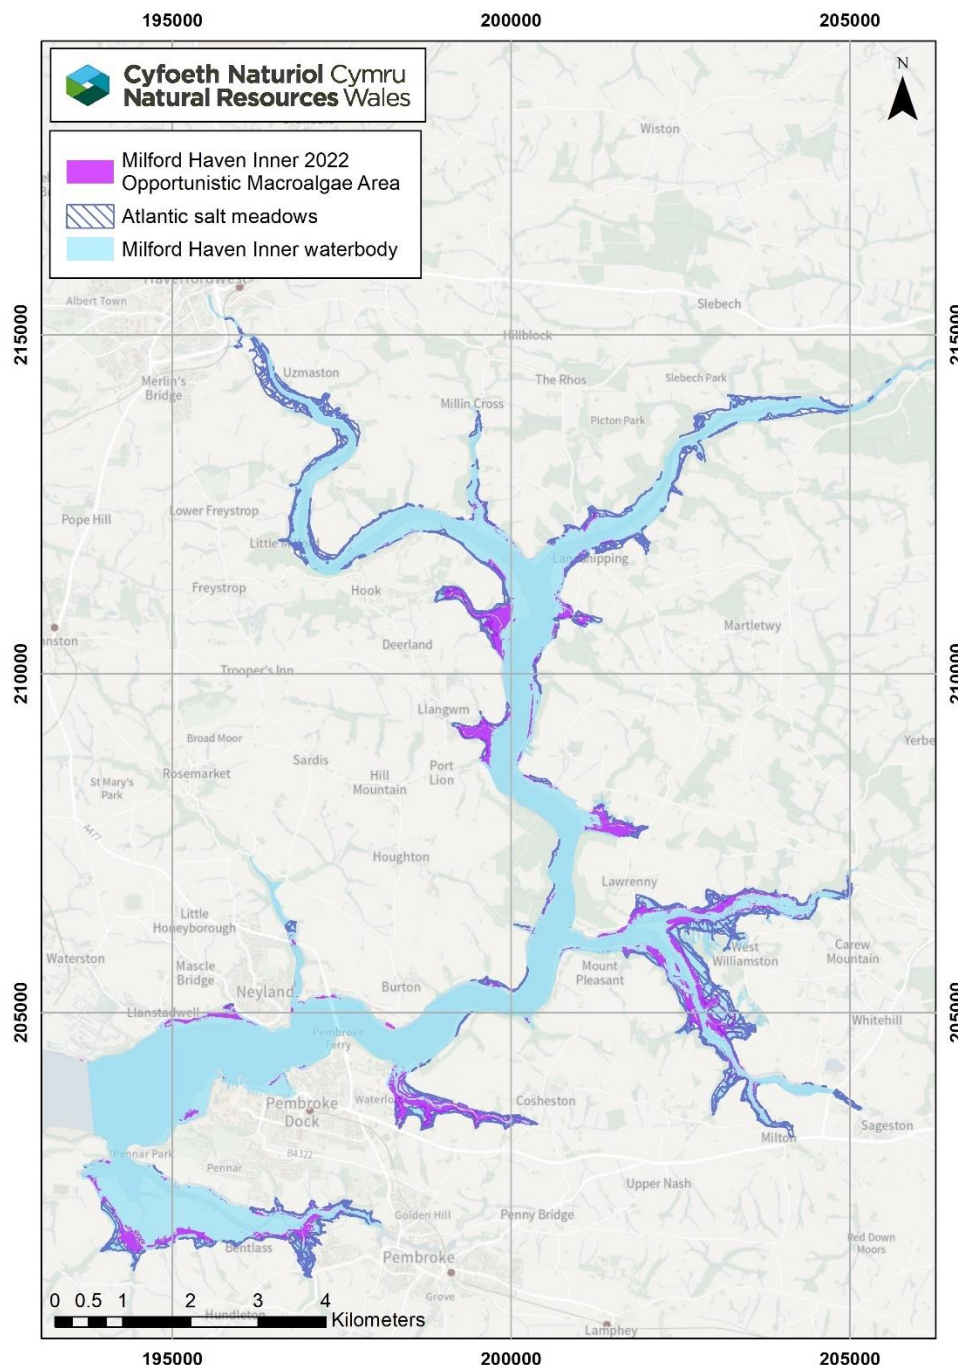 195000 200000 205000
N
Cyfoeth Naturiol Cymru
Natural Resources Wales
Milford Haven Inner 2022
Opportunistic Macroalgae Area
Atlantic salt meadows
Milford Haven Inner waterbody
Wiston
Albert Town
Slebech
215000
215000
Hillblock
Uzmaston
The Rhos
Slebech Park
Merlin's
Bridge
Millin Cross
Picton Park
Pope Hill
Lower Freystrop
Freystrop
Hook
Deerland
Martletwy
210000
210000
Trooper's Inn
Llangwm
Broad Moor
Sardis
Port
Lion
Rosemarket
Hill
Mountain
St Mary's
Park
A477
Houghton
Lawrenny
Little
Honeyborough
Waterston
West
Williamston
Carew
Mountain
Mascle
Bridge
Mount
Pleasant
Neyland
Burton
205000
205000
Llanstadwell
Whitehill
Pembroke
Ferry
Pembroke
Dock
Cosheston
Sageston
Milton
B4322
Pennar Park
Pennar
Upper Nash
Golden Hill
Penny Bridge
Red Down
Moors
Bentlass
Pembroke
Grove
0 0.5 1 2 3 4
Kilometers
Hundleton
Lamphey
195000 200000 205000